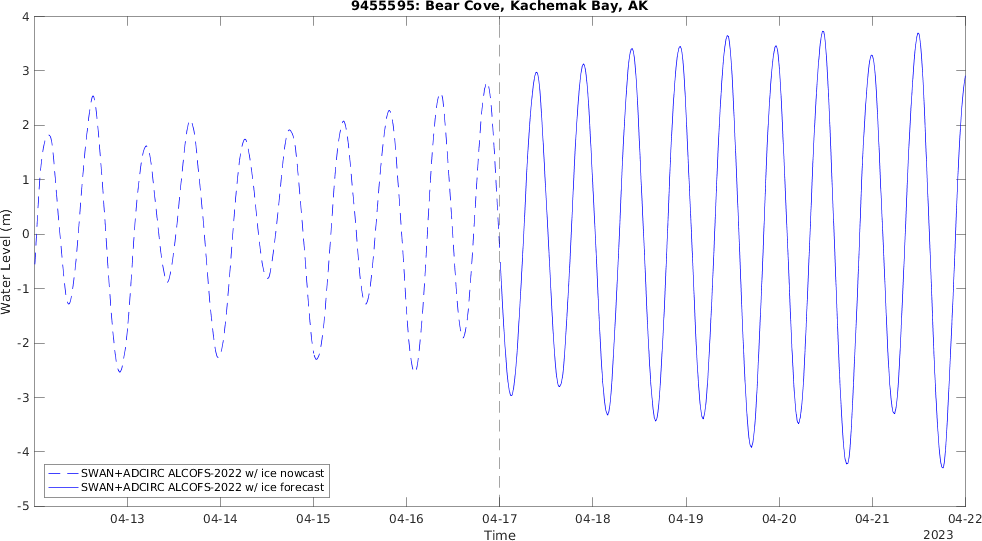 9455595: Bear Cove, Kachemak Bay, AK
Water Level (m)
4
3
2
1
0
-1
-2
-3
-4
-5
SWAN+ADCIRC ALCOFS-2022 w/ ice nowcast
SWAN+ADCIRC ALCOFS-2022 w/ ice forecast
04-13 04-14 04-15 04-16 04-17 04-18 04-19 04-20 04-21 04-22
Time
2023